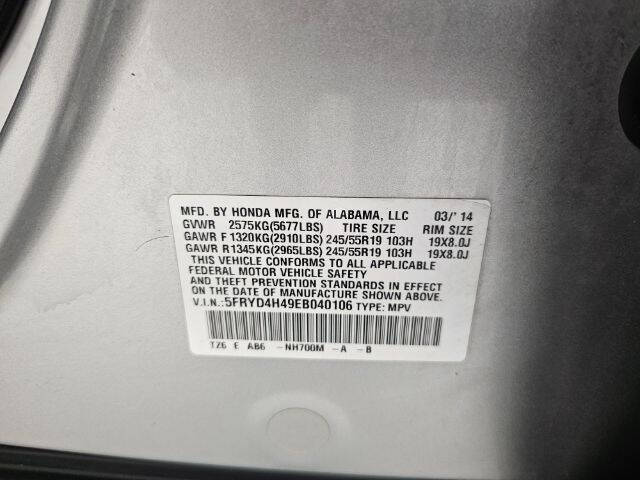 MFD. BY HONDA MFG. OF ALABAMA, LLC 03/'14
GVWR 2575KG(5677LBS) TIRE SIZE RIM SIZE
GAWR F 1320KG(2910LBS) 245/55R19 103H 19X8.0J
GAWR R1345KG(2965LBS) 245/55R19 103H 19X8.0J
THIS VEHICLE CONFORMS TO ALL APPLICABLE
FEDERAL MOTOR VEHICLE SAFETY
AND THEFT PREVENTION STANDARDS IN EFFECT
ON THE DATE OF MANUFACTURE SHOWN ABOVE.
V.I.N.:5FRYD4H49EB040106 TYPE: MPV
TZ6 E AB6 -NH700M -A -B